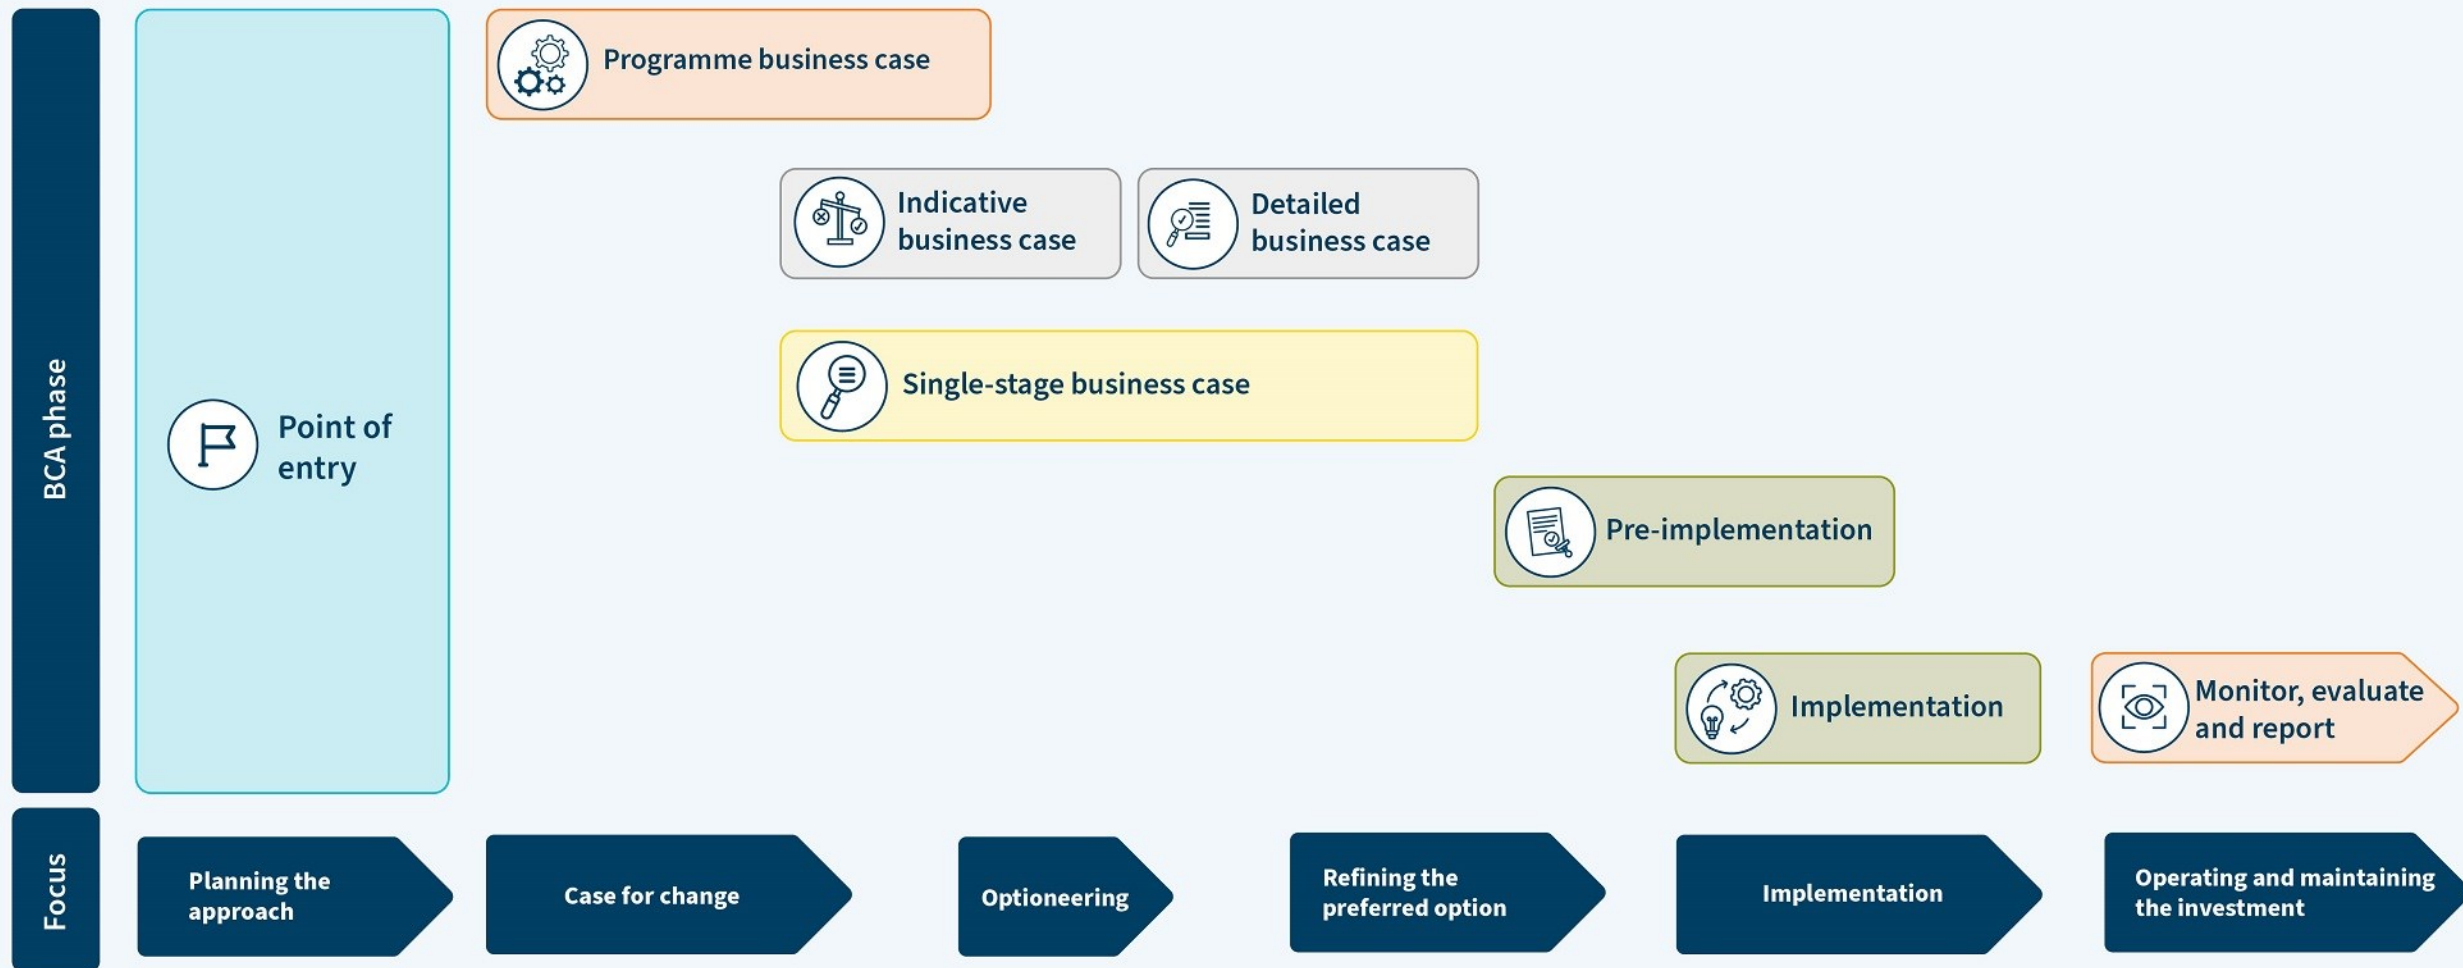 BCA phase
Point of
entry
Programme business case
Indicative
business case
Detailed
business case
Single-stage business case
Pre-implementation
Implementation
Monitor, evaluate
and report
Focus
Planning the
approach
Case for change
Optioneering
Refining the
preferred option
Implementation
Operating and maintaining
the investment